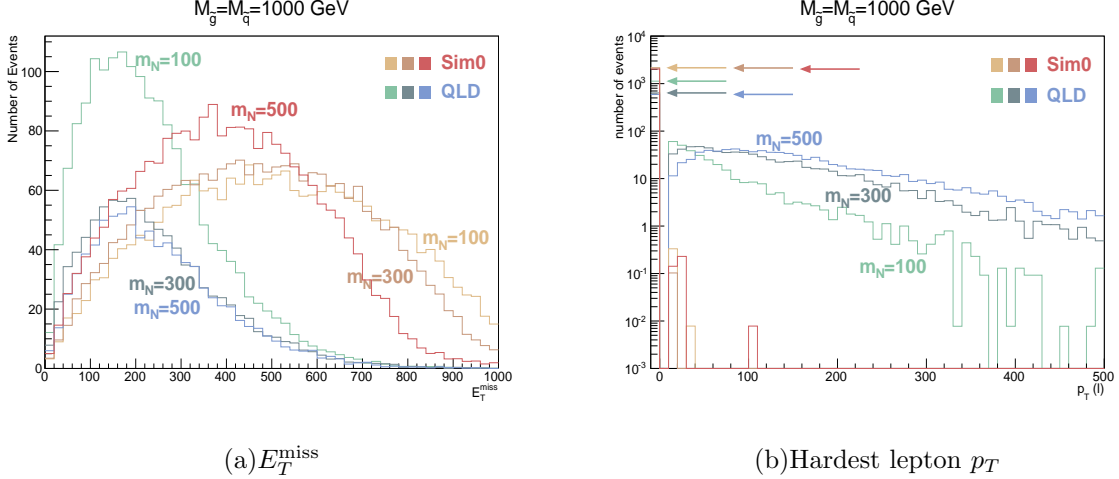 M_g̃=M_q̃=1000 GeV
Number of Events
100
80
60
40
20
0
m_N=100
m_N=500
Sim0
QLD
m_N=100
m_N=300
m_N=300
m_N=500
0 100 200 300 400 500 600 700 800 900 1000
E_T^miss
(a)E_T^miss
M_g̃=M_q̃=1000 GeV
number of events
10^4
10^3
10^2
10
1
10^-1
10^-2
10^-3
Sim0
QLD
m_N=500
m_N=300
m_N=100
0 100 200 300 400 500
p_T (l)
(b)Hardest lepton p_T